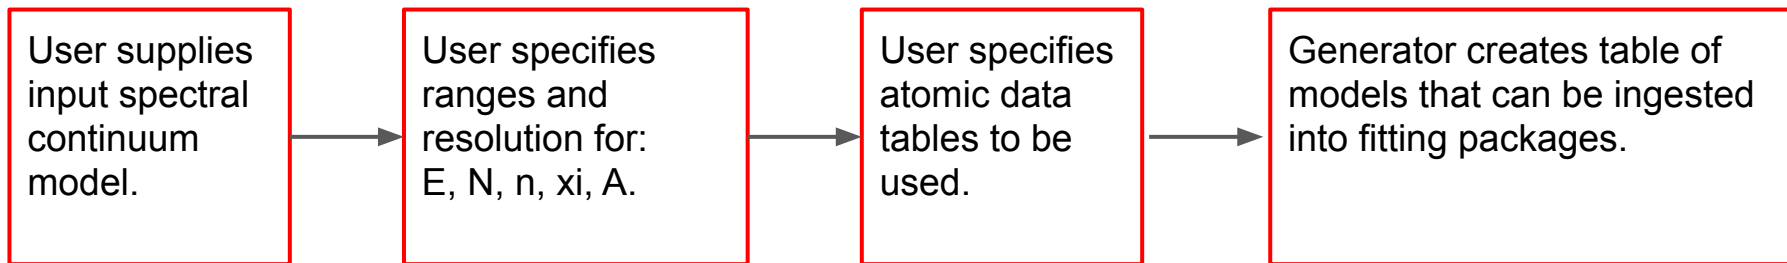 User supplies
input spectral
continuum
model.
User specifies
ranges and
resolution for:
E, N, n, xi, A.
User specifies
atomic data
tables to be
used.
Generator creates table of
models that can be ingested
into fitting packages.